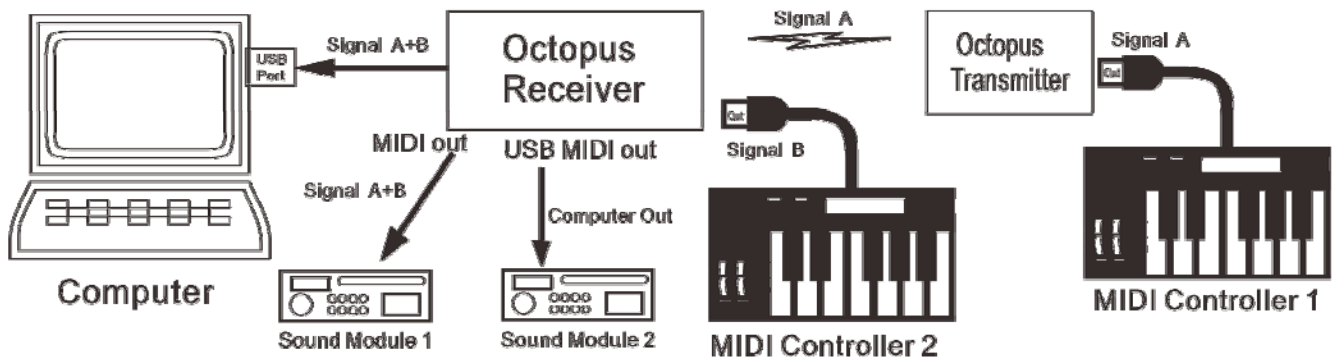 USB
Port
Signal A+B
Octopus
Receiver
Signal A
Octopus
Transmitter
Signal A
Out
MIDI out
USB MIDI out
Out
Signal B
Signal A+B
Computer Out
Computer
Sound Module 1
Sound Module 2
MIDI Controller 2
MIDI Controller 1